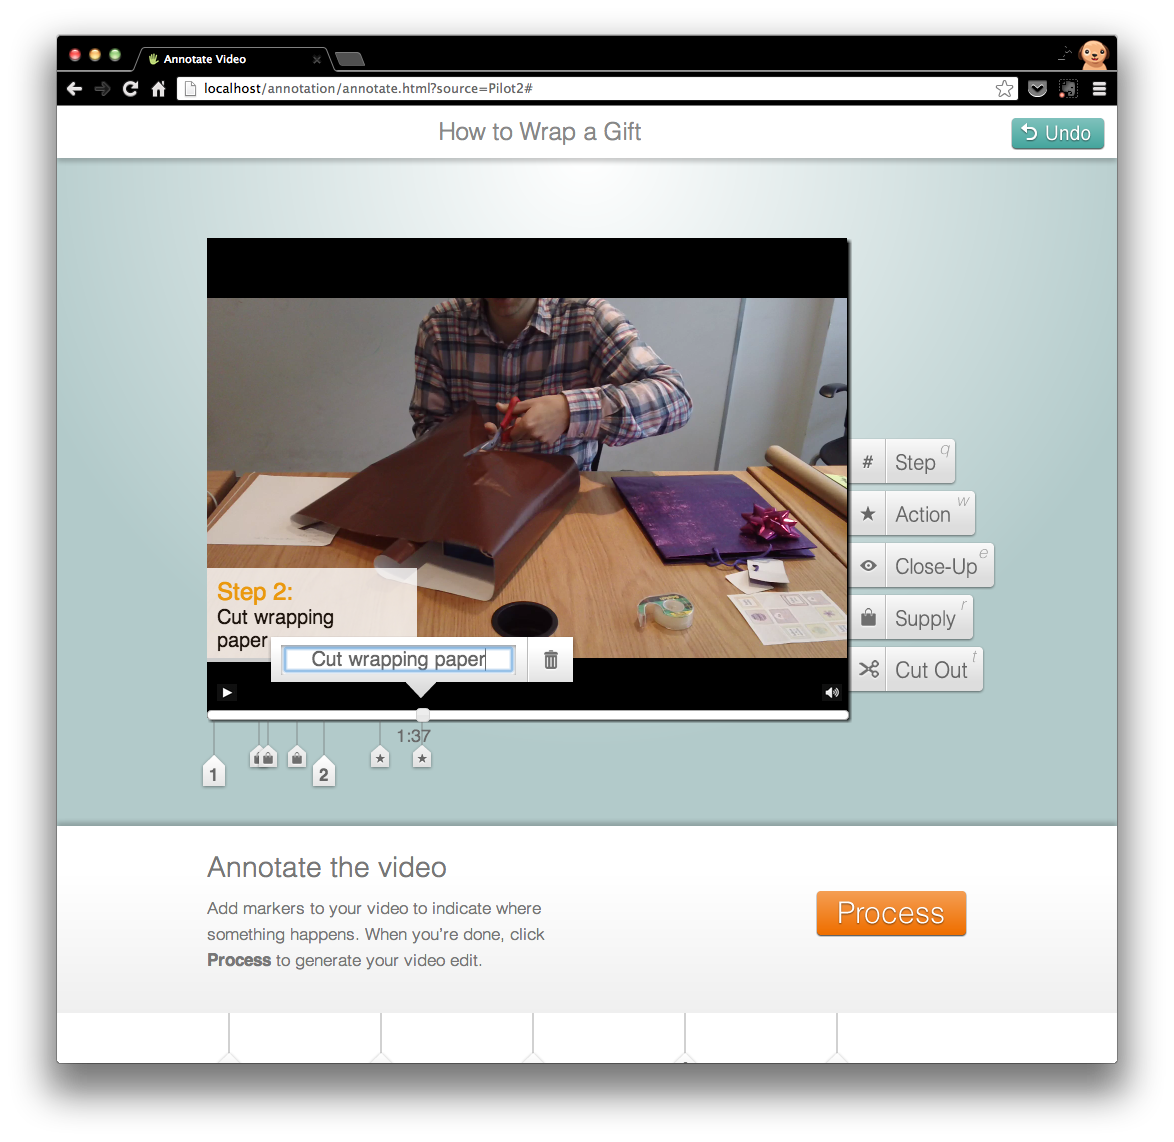 Annotate Video
localhost/annotation/annotate.html?source=Pilot2#
How to Wrap a Gift
Undo
# Step q
Action w
Close-Up e
Supply r
Cut Out t
Step 2:
Cut wrapping
paper
Cut wrapping paper
1:37
1
2
Annotate the video
Add markers to your video to indicate where
something happens. When you're done, click
Process to generate your video edit.
Process